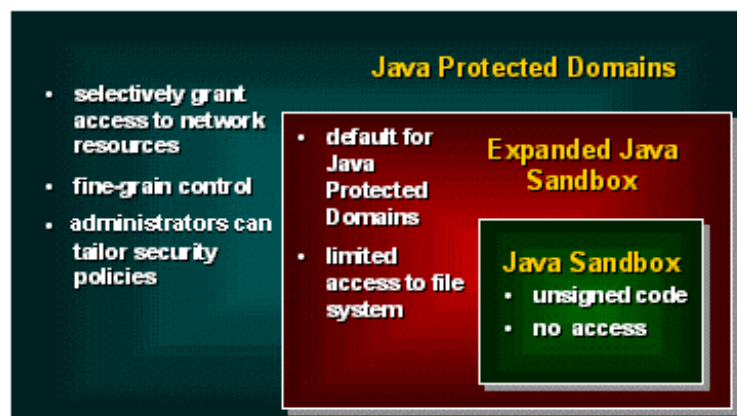 Java Protected Domains
• selectively grant
access to network
resources
• fine-grain control
• administrators can
tailor security
policies
Expanded Java
Sandbox
• default for
Java
Protected
Domains
• limited
access to file
system
Java Sandbox
• unsigned code
• no access